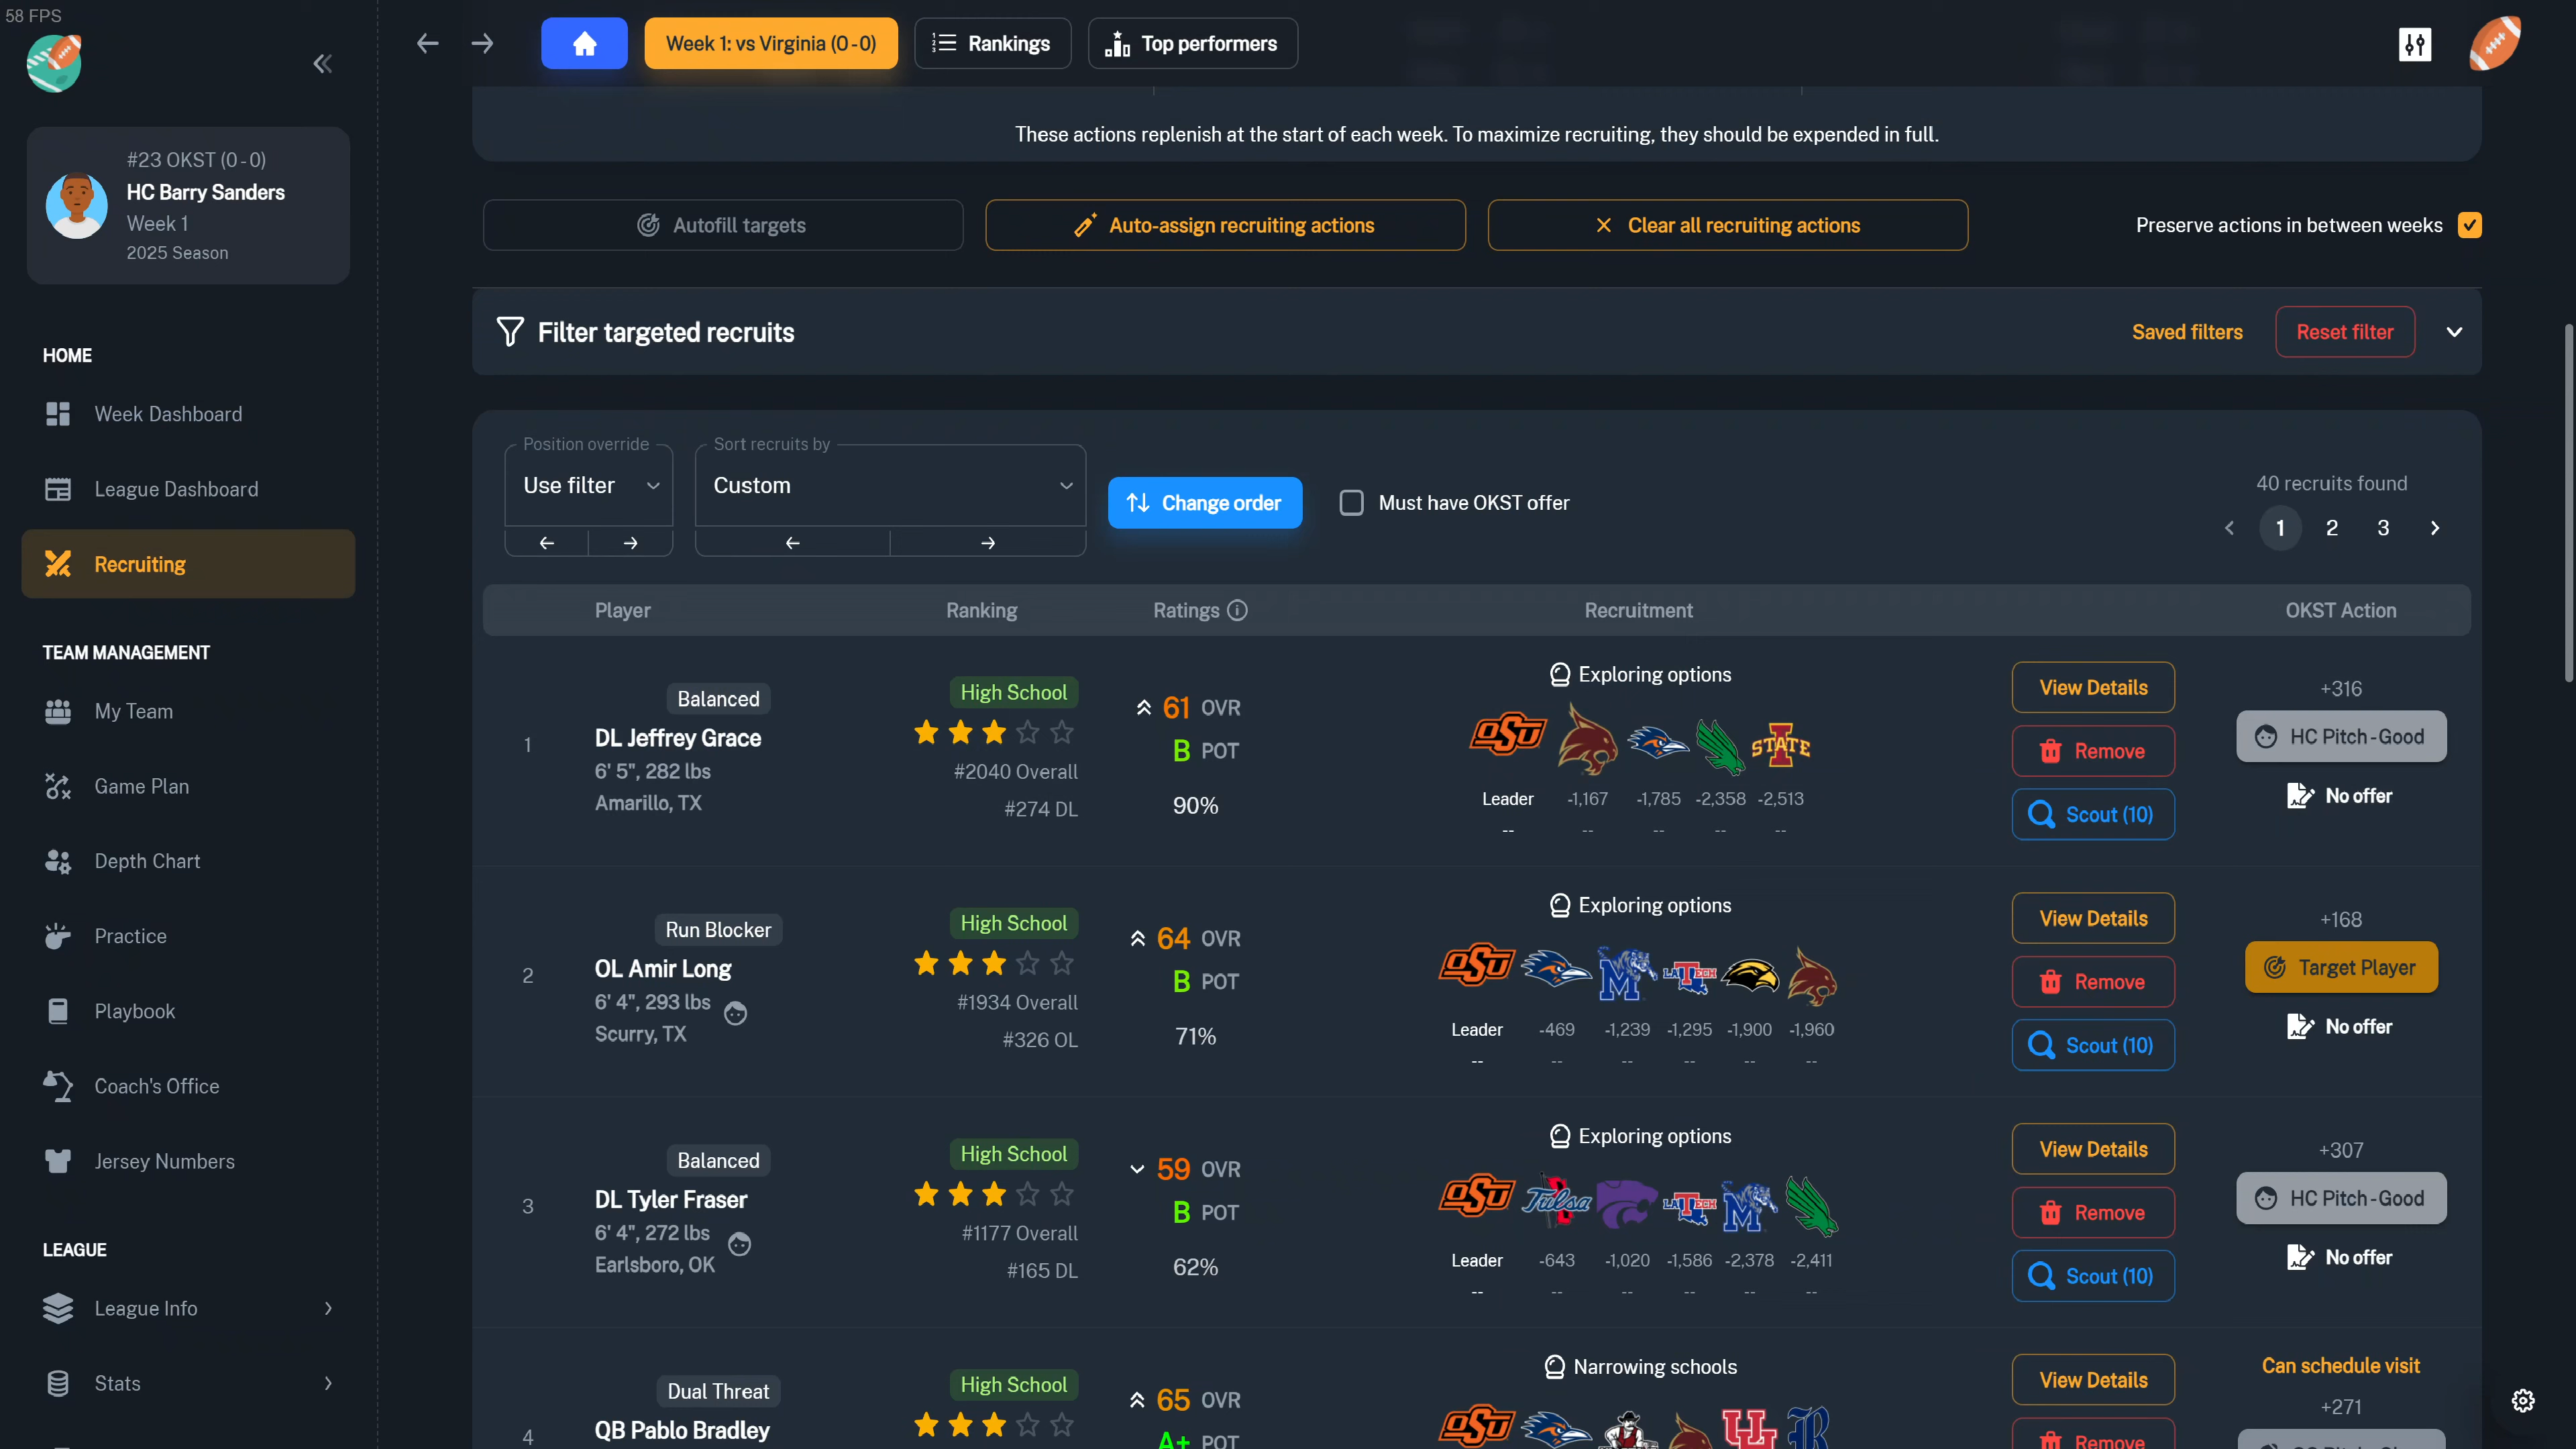 58 FPS
Week 1: vs Virginia (0-0)
Rankings
Top performers
#23 OKST (0-0)
HC Barry Sanders
Week 1
2025 Season
These actions replenish at the start of each week. To maximize recruiting, they should be expended in full.
Autofill targets
Auto-assign recruiting actions
Clear all recruiting actions
Preserve actions in between weeks
HOME
Week Dashboard
League Dashboard
Recruiting
TEAM MANAGEMENT
My Team
Game Plan
Depth Chart
Practice
Playbook
Coach's Office
Jersey Numbers
LEAGUE
League Info
Stats
Filter targeted recruits
Saved filters
Reset filter
Position override
Use filter
Sort recruits by
Custom
Change order
Must have OKST offer
40 recruits found
1 2 3
Player Ranking Ratings Recruitment OKST Action
1
Balanced
DL Jeffrey Grace
6' 5", 282 lbs
Amarillo, TX
High School
#2040 Overall
#274 DL
61 OVR
B POT
90%
Exploring options
OSU
STATE
Leader -1,167 -1,785 -2,358 -2,513
-- -- -- -- --
View Details
Remove
Scout (10)
+316
HC Pitch-Good
No offer
2
Run Blocker
OL Amir Long
6' 4", 293 lbs
Scurry, TX
High School
#1934 Overall
#326 OL
64 OVR
B POT
71%
Exploring options
OSU
M
LA TECH
Leader -469 -1,239 -1,295 -1,900 -1,960
-- -- -- -- -- --
View Details
Remove
Scout (10)
+168
Target Player
No offer
3
Balanced
DL Tyler Fraser
6' 4", 272 lbs
Earlsboro, OK
High School
#1177 Overall
#165 DL
59 OVR
B POT
62%
Exploring options
OSU
Tulsa
LA TECH
M
Leader -643 -1,020 -1,586 -2,378 -2,411
-- -- -- -- -- --
View Details
Remove
Scout (10)
+307
HC Pitch-Good
No offer
4
Dual Threat
QB Pablo Bradley
High School
65 OVR
A+ POT
Narrowing schools
OSU
UH
R
View Details
Remove
Can schedule visit
+271